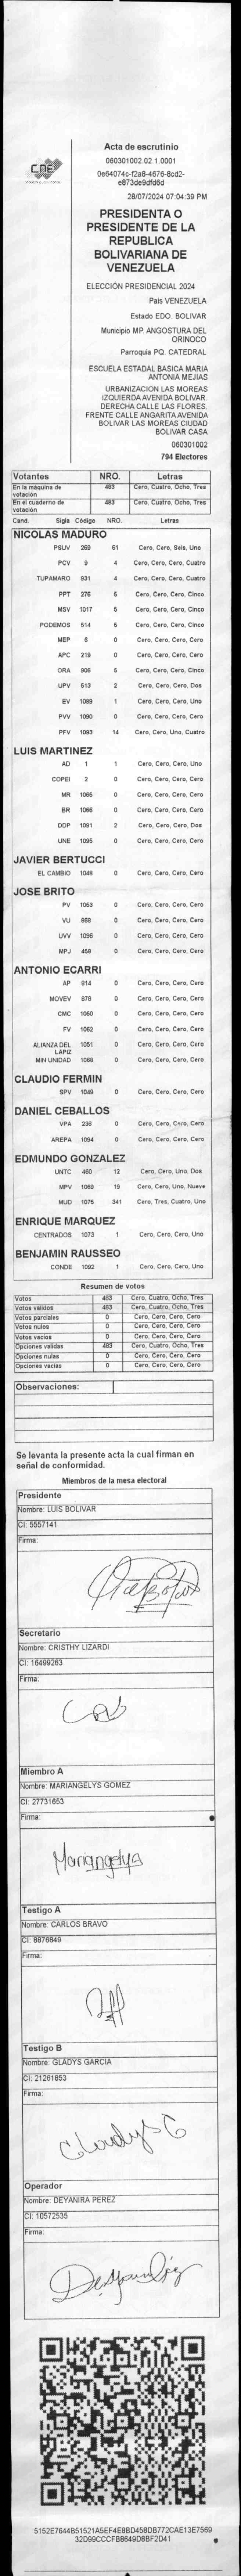 CNE
Acta de escrutinio
060301002.02.1.0001
0e64074c-f2a8-4676-8cd2-
e873de9dfd6d
28/07/2024 07:04:39 PM
PRESIDENTA O
PRESIDENTE DE LA
REPUBLICA
BOLIVARIANA DE
VENEZUELA
ELECCIÓN PRESIDENCIAL 2024
Pais VENEZUELA
Estado EDO. BOLIVAR
Municipio MP. ANGOSTURA DEL
ORINOCO
Parroquia PQ. CATEDRAL
ESCUELA ESTADAL BASICA MARIA
ANTONIA MEJIAS
URBANIZACION LAS MOREAS
IZQUIERDA AVENIDA BOLIVAR.
DERECHA CALLE LAS FLORES.
FRENTE CALLE ANGARITA AVENIDA
BOLIVAR LAS MOREAS CIUDAD
BOLIVAR CASA
060301002
794 Electores
Votantes NRO. Letras
En la máquina de votación 483 Cero, Cuatro, Ocho, Tres
En el cuaderno de votación 483 Cero, Cuatro, Ocho, Tres
Cand. Sigla Código NRO. Letras
NICOLAS MADURO
PSUV 269 61 Cero, Cero, Seis, Uno
PCV 9 4 Cero, Cero, Cero, Cuatro
TUPAMARO 931 4 Cero, Cero, Cero, Cuatro
PPT 276 5 Cero, Cero, Cero, Cinco
MSV 1017 5 Cero, Cero, Cero, Cinco
PODEMOS 514 5 Cero, Cero, Cero, Cinco
MEP 6 0 Cero, Cero, Cero, Cero
APC 219 0 Cero, Cero, Cero, Cero
ORA 906 5 Cero, Cero, Cero, Cinco
UPV 513 2 Cero, Cero, Cero, Dos
EV 1089 1 Cero, Cero, Cero, Uno
PVV 1090 0 Cero, Cero, Cero, Cero
PFV 1093 14 Cero, Cero, Uno, Cuatro
LUIS MARTINEZ
AD 1 1 Cero, Cero, Cero, Uno
COPEI 2 0 Cero, Cero, Cero, Cero
MR 1065 0 Cero, Cero, Cero, Cero
BR 1066 0 Cero, Cero, Cero, Cero
DDP 1091 2 Cero, Cero, Cero, Dos
UNE 1095 0 Cero, Cero, Cero, Cero
JAVIER BERTUCCI
EL CAMBIO 1048 0 Cero, Cero, Cero, Cero
JOSE BRITO
PV 1053 0 Cero, Cero, Cero, Cero
VU 868 0 Cero, Cero, Cero, Cero
UVV 1096 0 Cero, Cero, Cero, Cero
MPJ 459 0 Cero, Cero, Cero, Cero
ANTONIO ECARRI
AP 814 0 Cero, Cero, Cero, Cero
MOVEV 878 0 Cero, Cero, Cero, Cero
CMC 1050 0 Cero, Cero, Cero, Cero
FV 1062 0 Cero, Cero, Cero, Cero
ALIANZA DEL LAPIZ 1051 0 Cero, Cero, Cero, Cero
MIN UNIDAD 1068 0 Cero, Cero, Cero, Cero
CLAUDIO FERMIN
SPV 1049 0 Cero, Cero, Cero, Cero
DANIEL CEBALLOS
VPA 236 0 Cero, Cero, Cero, Cero
AREPA 1094 0 Cero, Cero, Cero, Cero
EDMUNDO GONZALEZ
UNTC 460 12 Cero, Cero, Uno, Dos
MPV 1069 19 Cero, Cero, Uno, Nueve
MUD 1075 341 Cero, Tres, Cuatro, Uno
ENRIQUE MARQUEZ
CENTRADOS 1073 1 Cero, Cero, Cero, Uno
BENJAMIN RAUSSEO
CONDE 1092 1 Cero, Cero, Cero, Uno
Resumen de votos
Votos 483 Cero, Cuatro, Ocho, Tres
Votos validos 483 Cero, Cuatro, Ocho, Tres
Votos parciales 0 Cero, Cero, Cero, Cero
Votos nulos 0 Cero, Cero, Cero, Cero
Votos vacios 0 Cero, Cero, Cero, Cero
Opciones validas 483 Cero, Cuatro, Ocho, Tres
Opciones nulas 0 Cero, Cero, Cero, Cero
Opciones vacias 0 Cero, Cero, Cero, Cero
Observaciones:
Se levanta la presente acta la cual firman en
señal de conformidad.
Miembros de la mesa electoral
Presidente
Nombre: LUIS BOLIVAR
CI: 5557141
Firma:
Secretario
Nombre: CRISTHY LIZARDI
CI: 16499263
Firma:
Miembro A
Nombre: MARIANGELYS GOMEZ
CI: 27731653
Firma:
Mariangelys
Testigo A
Nombre: CARLOS BRAVO
CI: 8876849
Firma:
Testigo B
Nombre: GLADYS GARCIA
CI: 21261853
Firma:
Gladys G
Operador
Nombre: DEYANIRA PEREZ
CI: 10572535
Firma:
5152E7644B51521A5EF4E8BD458DB772CAE13E7569
32D99CCCFB8649D8BF2D41